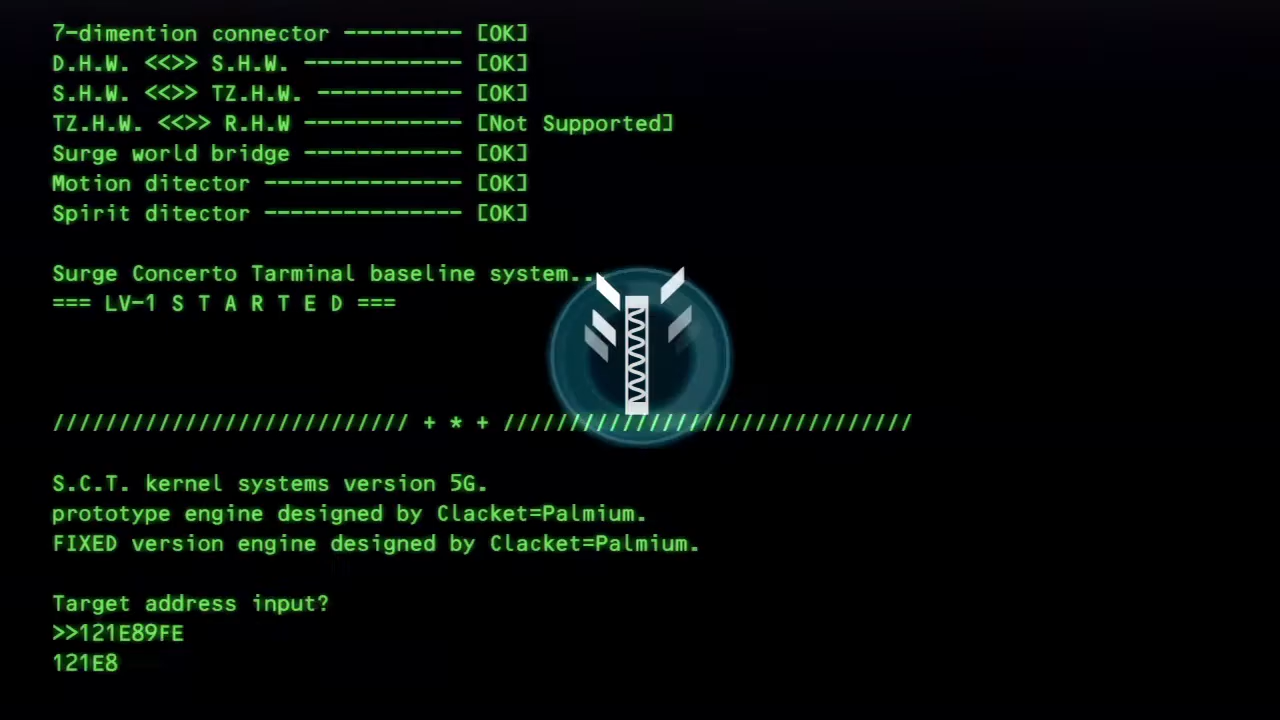 7-dimention connector --------- [OK]
D.H.W. <<>> S.H.W. ------------ [OK]
S.H.W. <<>> TZ.H.W. ----------- [OK]
TZ.H.W. <<>> R.H.W ------------ [Not Supported]
Surge world bridge ------------ [OK]
Motion ditector --------------- [OK]
Spirit ditector --------------- [OK]
Surge Concerto Tarminal baseline system...
=== LV-1 S T A R T E D ===
/////////////////////////// + * + ///////////////////////////////
S.C.T. kernel systems version 5G.
prototype engine designed by Clacket=Palmium.
FIXED version engine designed by Clacket=Palmium.
Target address input?
>>121E89FE
121E8